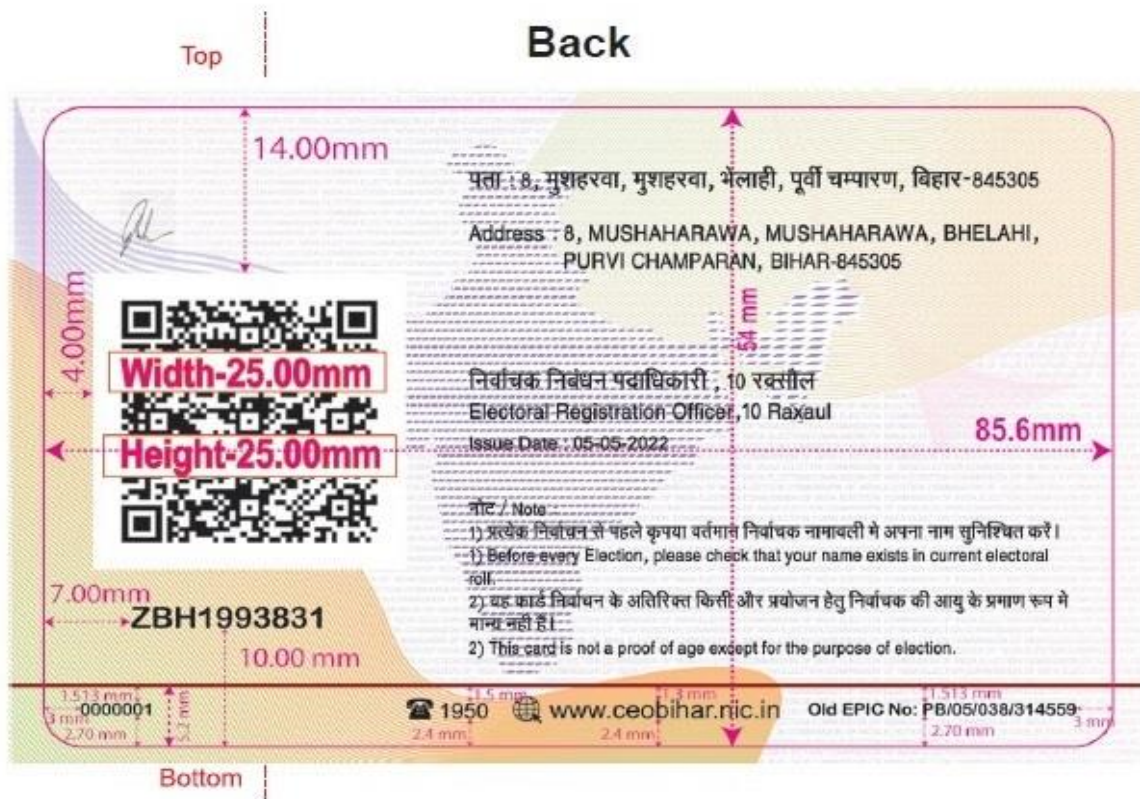 Back
Top
14.00mm
पता : 8, मुशहरवा, मुशहरवा, भेलाही, पूर्वी चम्पारण, बिहार-845305
Address : 8, MUSHAHARAWA, MUSHAHARAWA, BHELAHI,
PURVI CHAMPARAN, BIHAR-845305
4.00mm
54 mm
Width-25.00mm
Height-25.00mm
निर्वाचक निबंधन पदाधिकारी , 10 रक्सौल
Electoral Registration Officer,10 Raxaul
Issue Date : 05-05-2022
85.6mm
नोट / Note :
1) प्रत्येक निर्वाचन से पहले कृपया वर्तमान निर्वाचक नामावली मे अपना नाम सुनिश्चित करें।
1) Before every Election, please check that your name exists in current electoral
roll.
2) यह कार्ड निर्वाचन के अतिरिक्त किसी और प्रयोजन हेतु निर्वाचक की आयु के प्रमाण रूप मे
मान्य नही है।
2) This card is not a proof of age except for the purpose of election.
7.00mm
ZBH1993831
10.00 mm
1.513 mm
1.5 mm
1.3 mm
1.513 mm
0000001
5.2 mm
1950
www.ceobihar.nic.in
Old EPIC No: PB/05/038/314559
3 mm
3 mm
2.70 mm
2.4 mm
2.4 mm
2.70 mm
Bottom